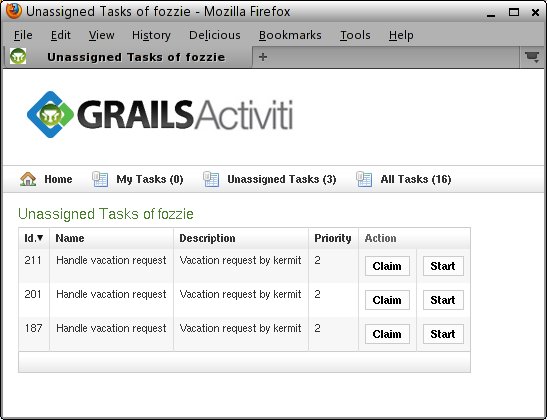 Unassigned Tasks of fozzie - Mozilla Firefox
File Edit View History Delicious Bookmarks Tools Help
Unassigned Tasks of fozzie
GRAILSActiviti
Home My Tasks (0) Unassigned Tasks (3) All Tasks (16)
Unassigned Tasks of fozzie
Id.▼ Name Description Priority Action
211 Handle vacation request Vacation request by kermit 2 Claim Start
201 Handle vacation request Vacation request by kermit 2 Claim Start
187 Handle vacation request Vacation request by kermit 2 Claim Start